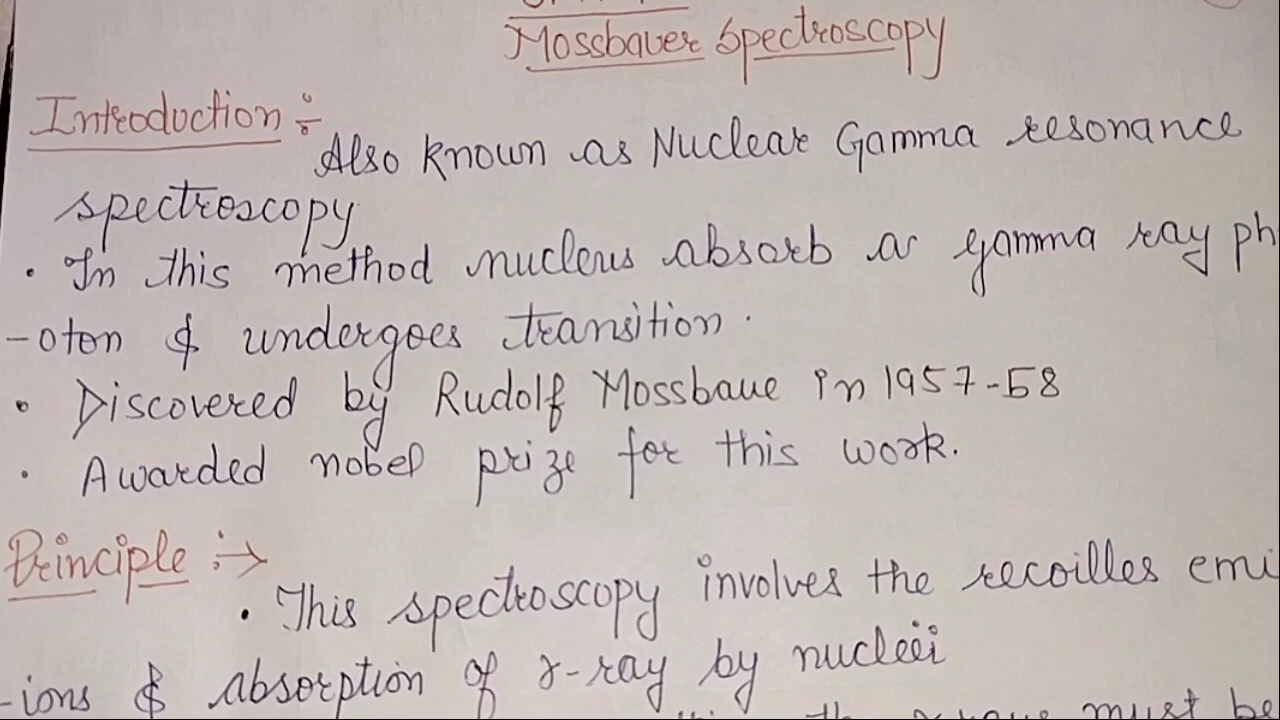 Mossbauer Spectroscopy
Introduction ÷
Also known as Nuclear Gamma resonance
spectroscopy
• In this method nucleus absorb a gamma ray ph
-oton & undergoes transition.
• Discovered by Rudolf Mossbaue in 1957-58
• Awarded nobel prize for this work.
Principle :→
• This spectroscopy involves the recoilles emi
-ions & absorption of γ-ray by nucleii
must be